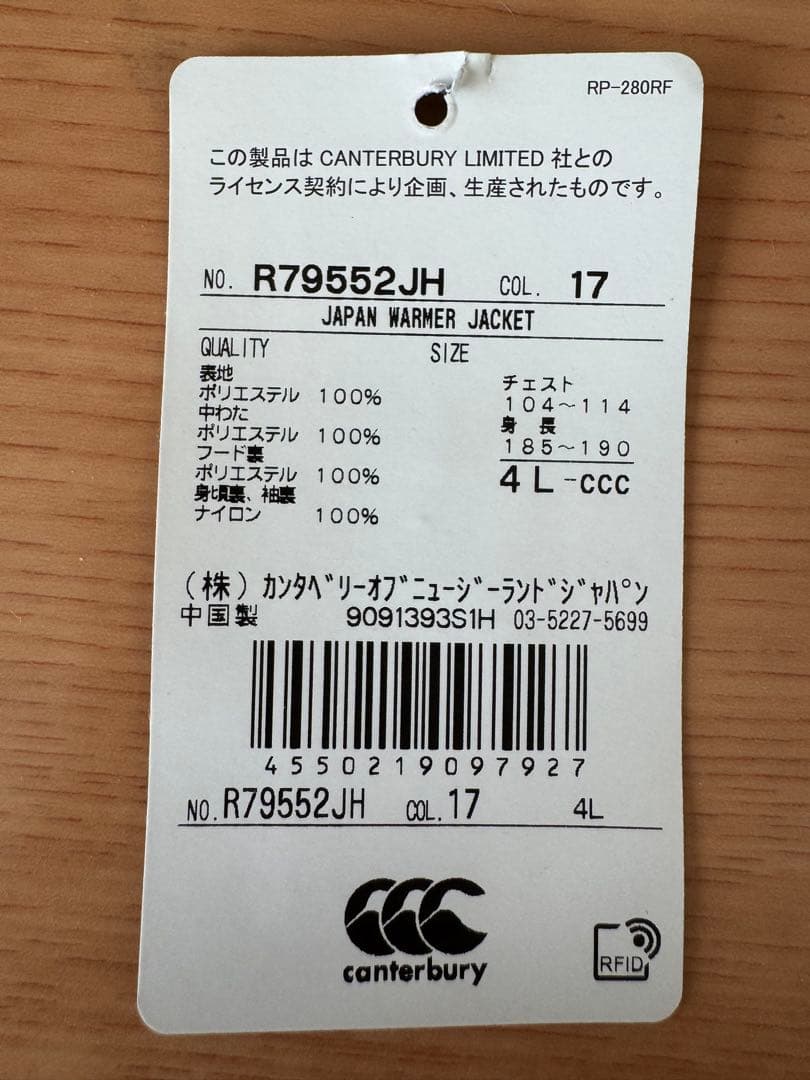 RP-280RF
この製品は CANTERBURY LIMITED 社との
ライセンス契約により企画、生産されたものです。
NO. R79552JH COL. 17
JAPAN WARMER JACKET
QUALITY SIZE
表地
ポリエステル 100%
中わた
ポリエステル 100%
フード裏
ポリエステル 100%
身頃裏、袖裏
ナイロン 100%
チェスト
104～114
身 長
185～190
4L-CCC
(株) ｶﾝﾀﾍﾞﾘｰｵﾌﾞﾆｭｰｼﾞｰﾗﾝﾄﾞｼﾞｬﾊﾟﾝ
中国製 9091393S1H 03-5227-5699
4550219097927
NO. R79552JH COL. 17 4L
canterbury
RFID